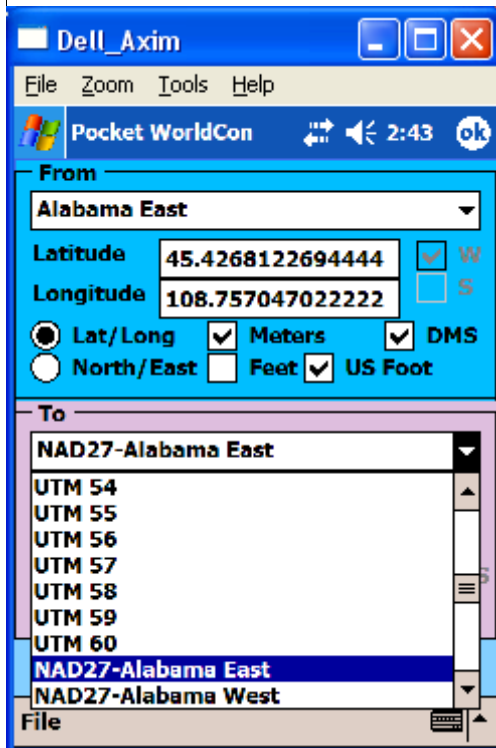 Dell_Axim
File Zoom Tools Help
Pocket WorldCon 2:43 ok
From
Alabama East
Latitude 45.4268122694444 W
Longitude 108.757047022222 S
Lat/Long Meters DMS
North/East Feet US Foot
To
NAD27-Alabama East
UTM 54
UTM 55
UTM 56
UTM 57
UTM 58
UTM 59
UTM 60
NAD27-Alabama East
NAD27-Alabama West
File